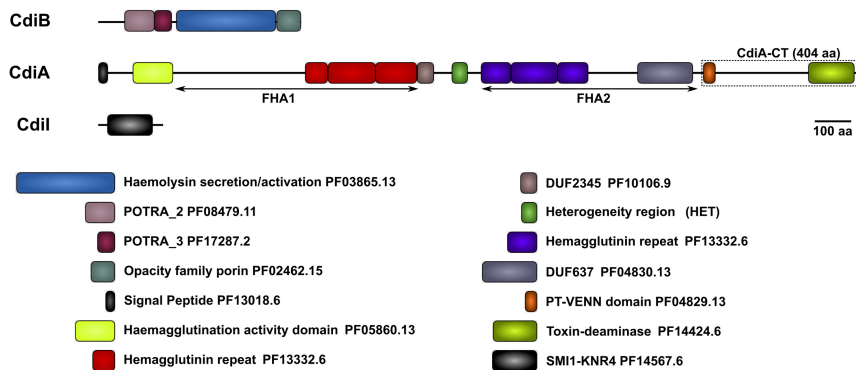 CdiB
CdiA-CT (404 aa)
CdiA
FHA1
FHA2
CdiI
100 aa
Haemolysin secretion/activation PF03865.13
POTRA_2 PF08479.11
POTRA_3 PF17287.2
Opacity family porin PF02462.15
Signal Peptide PF13018.6
Haemagglutination activity domain PF05860.13
Hemagglutinin repeat PF13332.6
DUF2345 PF10106.9
Heterogeneity region (HET)
Hemagglutinin repeat PF13332.6
DUF637 PF04830.13
PT-VENN domain PF04829.13
Toxin-deaminase PF14424.6
SMI1-KNR4 PF14567.6